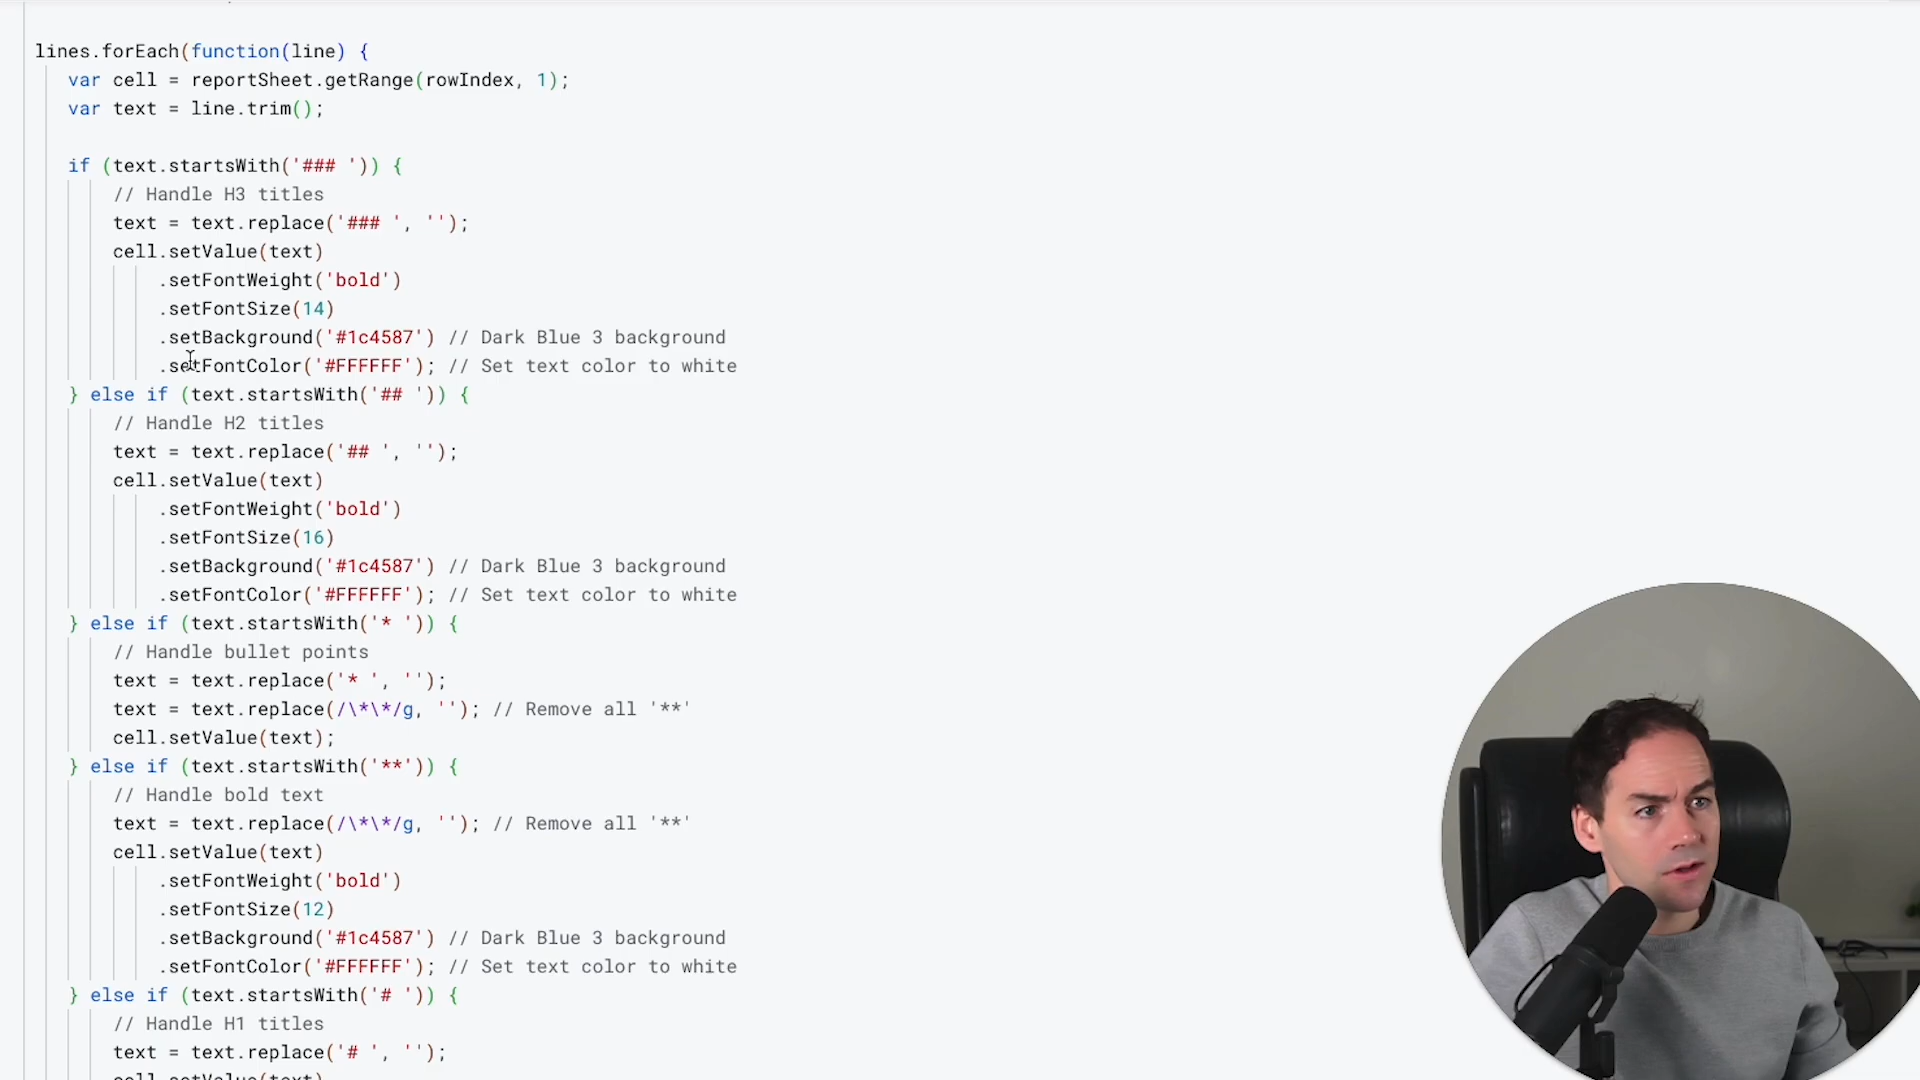 lines.forEach(function(line) {
var cell = reportSheet.getRange(rowIndex, 1);
var text = line.trim();
if (text.startsWith('### ')) {
// Handle H3 titles
text = text.replace('### ', '');
cell.setValue(text)
.setFontWeight('bold')
.setFontSize(14)
.setBackground('#1c4587') // Dark Blue 3 background
.setFontColor('#FFFFFF'); // Set text color to white
} else if (text.startsWith('## ')) {
// Handle H2 titles
text = text.replace('## ', '');
cell.setValue(text)
.setFontWeight('bold')
.setFontSize(16)
.setBackground('#1c4587') // Dark Blue 3 background
.setFontColor('#FFFFFF'); // Set text color to white
} else if (text.startsWith('* ')) {
// Handle bullet points
text = text.replace('* ', '');
text = text.replace(/\*\*/g, ''); // Remove all '**'
cell.setValue(text);
} else if (text.startsWith('**')) {
// Handle bold text
text = text.replace(/\*\*/g, ''); // Remove all '**'
cell.setValue(text)
.setFontWeight('bold')
.setFontSize(12)
.setBackground('#1c4587') // Dark Blue 3 background
.setFontColor('#FFFFFF'); // Set text color to white
} else if (text.startsWith('# ')) {
// Handle H1 titles
text = text.replace('# ', '');
cell.setValue(text)